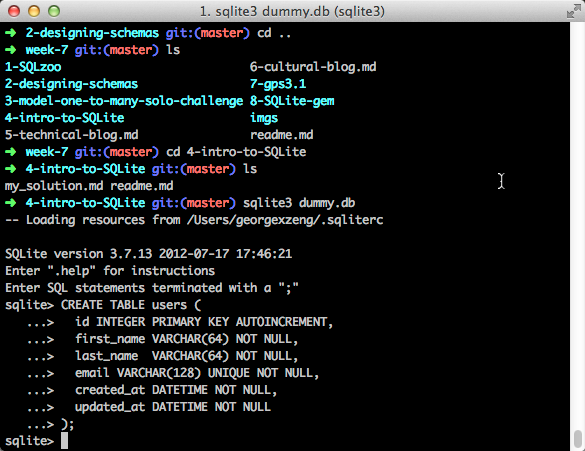 1. sqlite3 dummy.db (sqlite3)
➜ 2-designing-schemas git:(master) cd ..
➜ week-7 git:(master) ls
1-SQLzoo 6-cultural-blog.md
2-designing-schemas 7-gps3.1
3-model-one-to-many-solo-challenge 8-SQLite-gem
4-intro-to-SQLite imgs
5-technical-blog.md readme.md
➜ week-7 git:(master) cd 4-intro-to-SQLite
➜ 4-intro-to-SQLite git:(master) ls
my_solution.md readme.md
➜ 4-intro-to-SQLite git:(master) sqlite3 dummy.db
-- Loading resources from /Users/georgexzeng/.sqliterc
SQLite version 3.7.13 2012-07-17 17:46:21
Enter ".help" for instructions
Enter SQL statements terminated with a ";"
sqlite> CREATE TABLE users (
...> id INTEGER PRIMARY KEY AUTOINCREMENT,
...> first_name VARCHAR(64) NOT NULL,
...> last_name VARCHAR(64) NOT NULL,
...> email VARCHAR(128) UNIQUE NOT NULL,
...> created_at DATETIME NOT NULL,
...> updated_at DATETIME NOT NULL
...> );
sqlite>